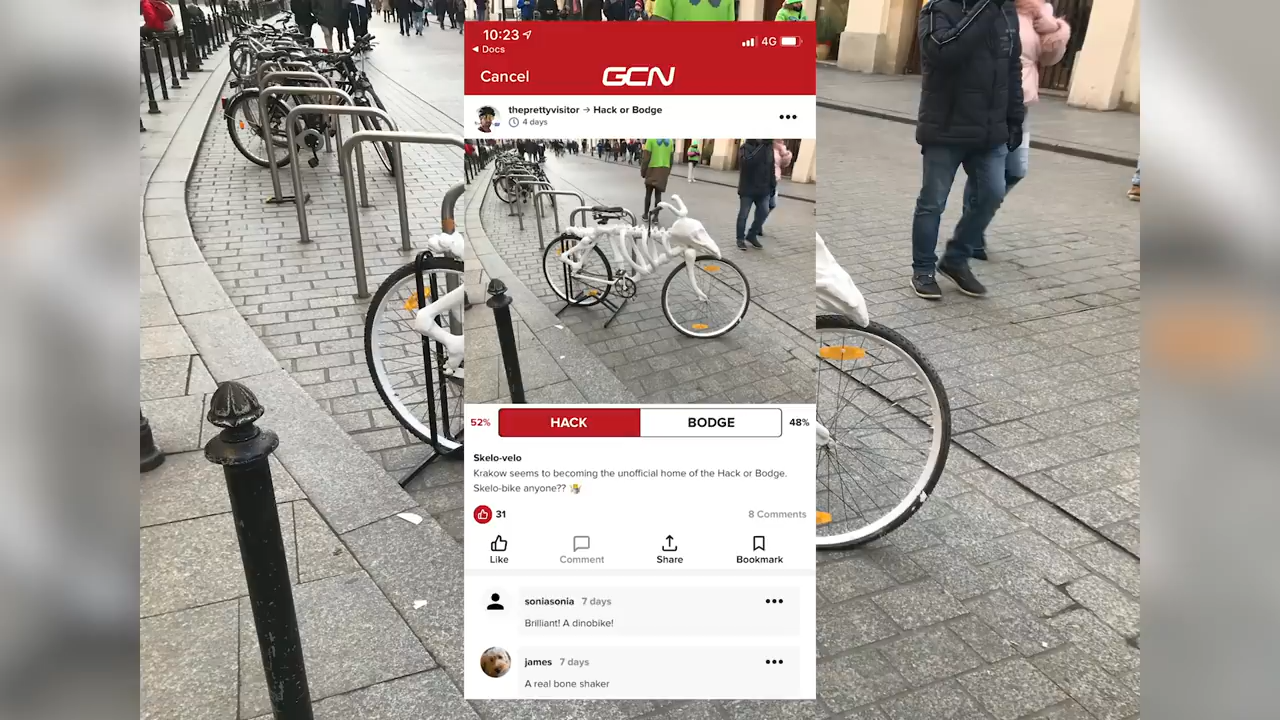 10:23
4G
Docs
Cancel
GCN
theprettyvisitor → Hack or Bodge
4 days
52%
HACK
BODGE
48%
Skelo-velo
Krakow seems to becoming the unofficial home of the Hack or Bodge.
Skelo-bike anyone??
31
8 Comments
Like
Comment
Share
Bookmark
soniasonia 7 days
Brilliant! A dinobike!
james 7 days
A real bone shaker